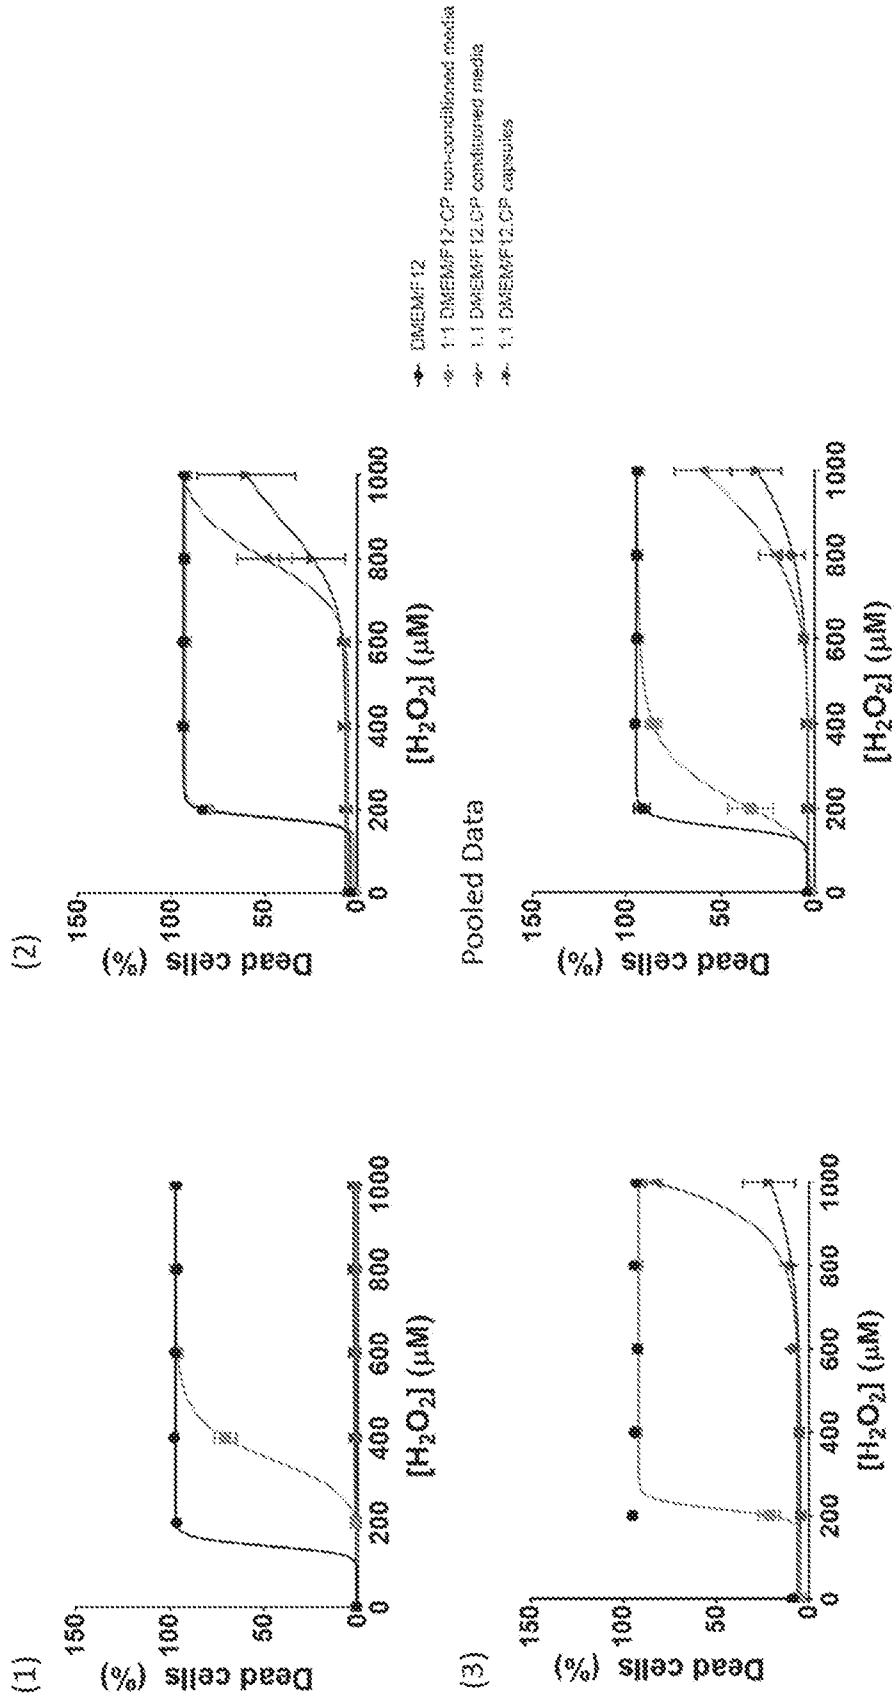 (1)
Dead cells (%)
150
100
50
0
0 200 400 600 800 1000
[H₂O₂] (µM)
(2)
Dead cells (%)
150
100
50
0
0 200 400 600 800 1000
[H₂O₂] (µM)
DMEM/F12
1:1 DMEM/F12:CP non-conditioned media
1:1 DMEM/F12:CP conditioned media
1:1 DMEM/F12:CP capsules
(3)
Dead cells (%)
150
100
50
0
0 200 400 600 800 1000
[H₂O₂] (µM)
Pooled Data
Dead cells (%)
150
100
50
0
0 200 400 600 800 1000
[H₂O₂] (µM)